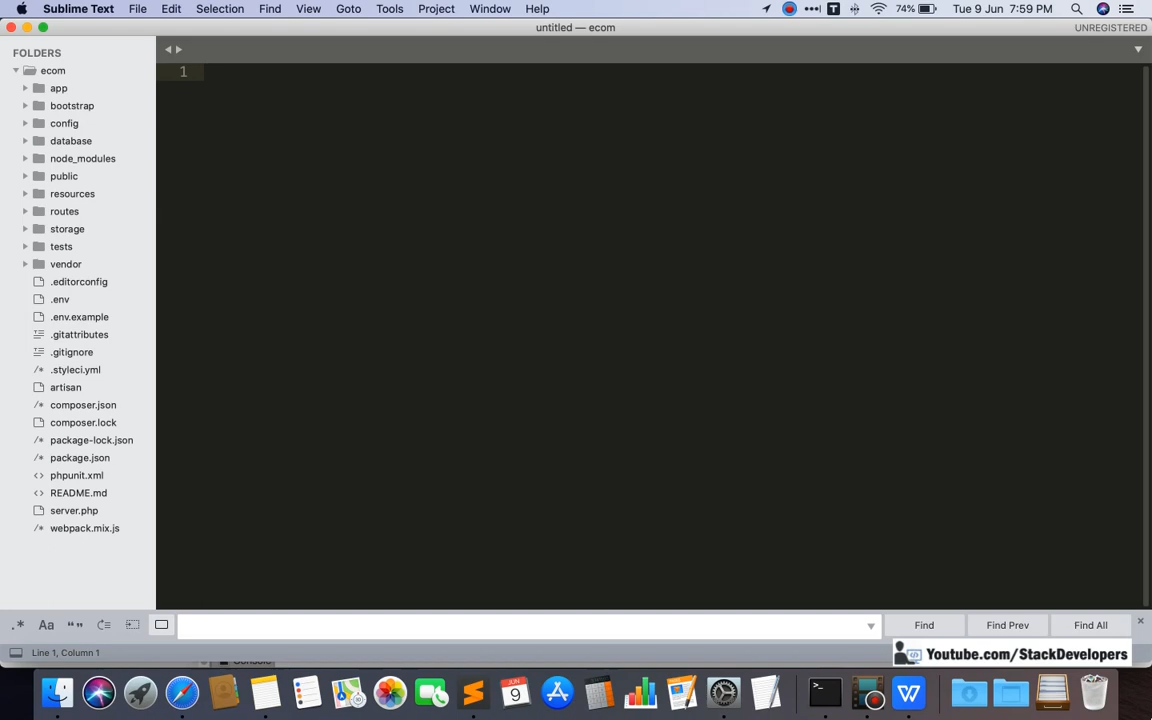 Sublime Text File Edit Selection Find View Goto Tools Project Window Help 74% Tue 9 Jun 7:59 PM
untitled — ecom UNREGISTERED
FOLDERS
ecom
1
app
bootstrap
config
database
node_modules
public
resources
routes
storage
tests
vendor
.editorconfig
.env
.env.example
.gitattributes
.gitignore
.styleci.yml
artisan
composer.json
composer.lock
package-lock.json
package.json
phpunit.xml
README.md
server.php
webpack.mix.js
.* Aa Find Find Prev Find All
Line 1, Column 1
Youtube.com/StackDevelopers
JUN
9